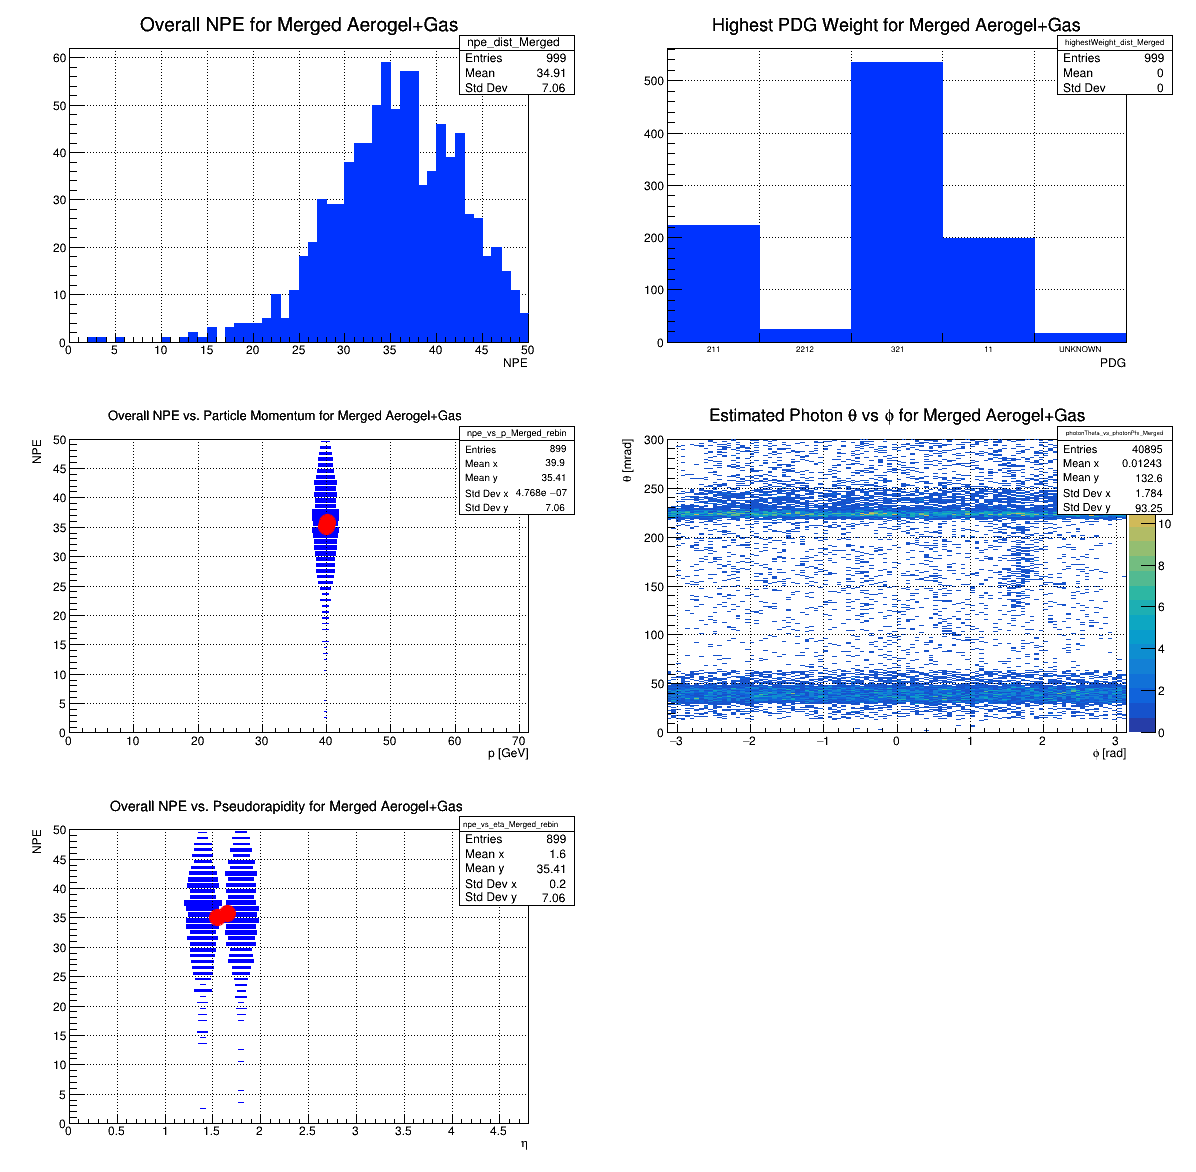 Overall NPE for Merged Aerogel+Gas
npe_dist_Merged
Entries 999
Mean 34.91
Std Dev 7.06
60
50
40
30
20
10
0
0 5 10 15 20 25 30 35 40 45 50
NPE
Highest PDG Weight for Merged Aerogel+Gas
highestWeight_dist_Merged
Entries 999
Mean 0
Std Dev 0
500
400
300
200
100
0
211 2212 321 11 UNKNOWN
PDG
Overall NPE vs. Particle Momentum for Merged Aerogel+Gas
npe_vs_p_Merged_rebin
Entries 899
Mean x 39.9
Mean y 35.41
Std Dev x 4.768e −07
Std Dev y 7.06
NPE
50
45
40
35
30
25
20
15
10
5
0
0 10 20 30 40 50 60 70
p [GeV]
Estimated Photon θ vs ϕ for Merged Aerogel+Gas
photonTheta_vs_photonPhi_Merged
Entries 40895
Mean x 0.01243
Mean y 132.6
Std Dev x 1.784
Std Dev y 93.25
θ [mrad]
300
250
200
150
100
50
0
−3 −2 −1 0 1 2 3
ϕ [rad]
10
8
6
4
2
0
Overall NPE vs. Pseudorapidity for Merged Aerogel+Gas
npe_vs_eta_Merged_rebin
Entries 899
Mean x 1.6
Mean y 35.41
Std Dev x 0.2
Std Dev y 7.06
NPE
50
45
40
35
30
25
20
15
10
5
0
0 0.5 1 1.5 2 2.5 3 3.5 4 4.5
η